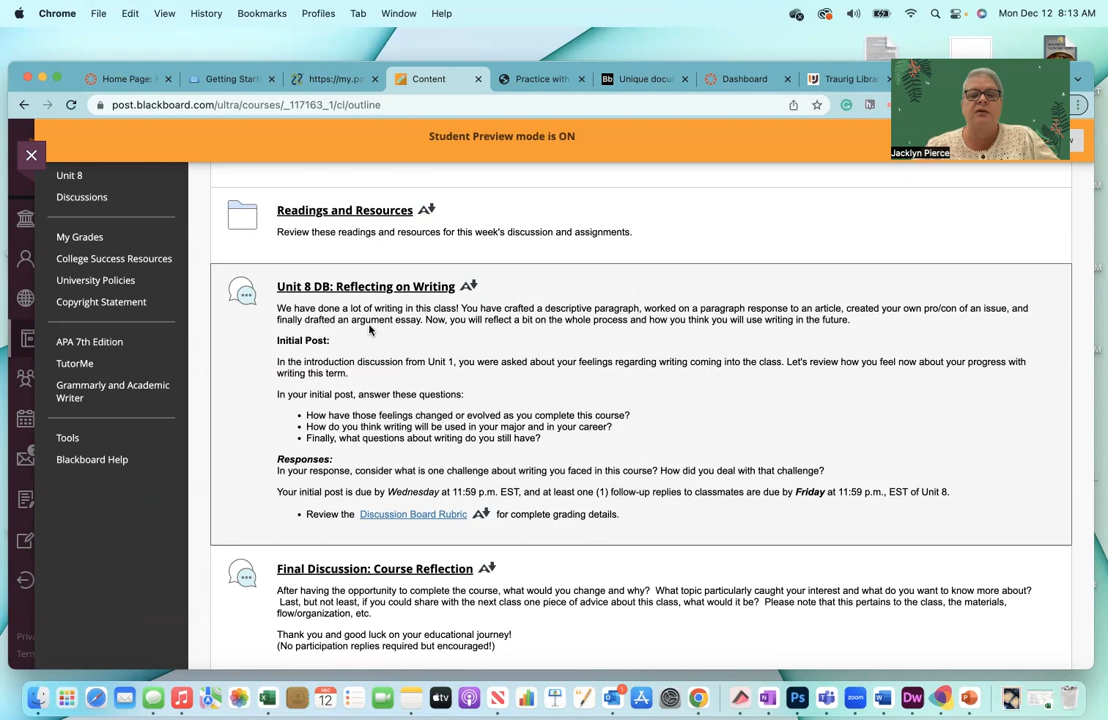 Chrome File Edit View History Bookmarks Profiles Tab Window Help Mon Dec 12 8:13 AM
Home Page: Getting Start https://my.p Content Practice with Bb Unique docu Dashboard Traurig Libra
post.blackboard.com/ultra/courses/_117163_1/cl/outline
Student Preview mode is ON
Jacklyn Pierce
Unit 8
Discussions
My Grades
College Success Resources
University Policies
Copyright Statement
APA 7th Edition
TutorMe
Grammarly and Academic
Writer
Tools
Blackboard Help
Readings and Resources
Review these readings and resources for this week's discussion and assignments.
Unit 8 DB: Reflecting on Writing
We have done a lot of writing in this class! You have crafted a descriptive paragraph, worked on a paragraph response to an article, created your own pro/con of an issue, and
finally drafted an argument essay. Now, you will reflect a bit on the whole process and how you think you will use writing in the future.
Initial Post:
In the introduction discussion from Unit 1, you were asked about your feelings regarding writing coming into the class. Let's review how you feel now about your progress with
writing this term.
In your initial post, answer these questions:
• How have those feelings changed or evolved as you complete this course?
• How do you think writing will be used in your major and in your career?
• Finally, what questions about writing do you still have?
Responses:
In your response, consider what is one challenge about writing you faced in this course? How did you deal with that challenge?
Your initial post is due by Wednesday at 11:59 p.m. EST, and at least one (1) follow-up replies to classmates are due by Friday at 11:59 p.m., EST of Unit 8.
• Review the Discussion Board Rubric for complete grading details.
Final Discussion: Course Reflection
After having the opportunity to complete the course, what would you change and why? What topic particularly caught your interest and what do you want to know more about?
Last, but not least, if you could share with the next class one piece of advice about this class, what would it be? Please note that this pertains to the class, the materials,
flow/organization, etc.
Thank you and good luck on your educational journey!
(No participation replies required but encouraged!)
Priva
Term
DEC
12
tv
zoom
Ps
Dw